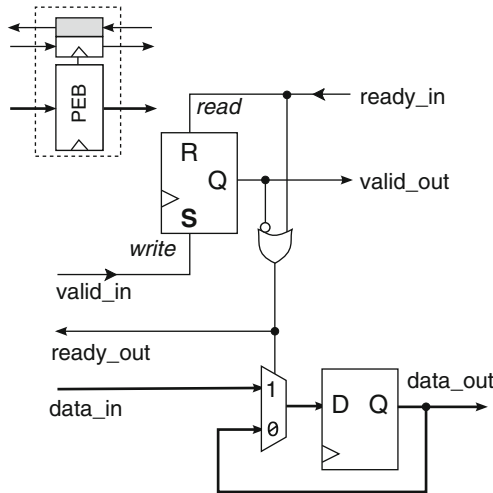 PEB
read
ready_in
R
Q
valid_out
S
write
valid_in
ready_out
data_in
1
0
D Q
data_out